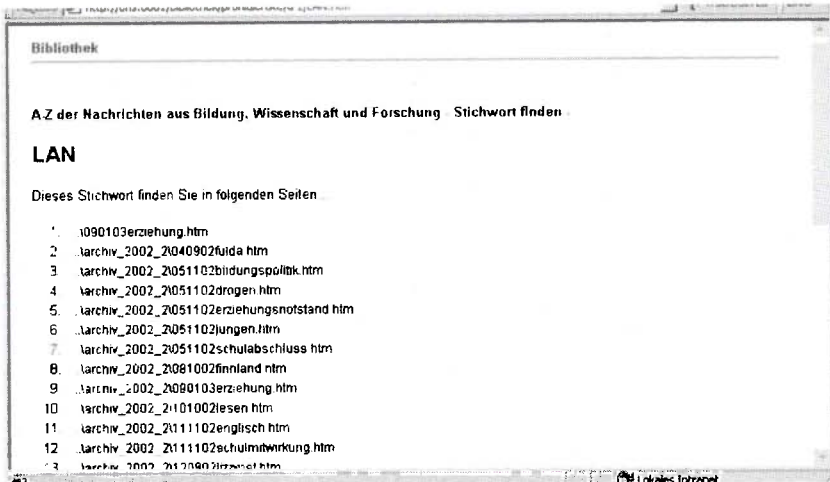 Bibliothek
A-Z der Nachrichten aus Bildung, Wissenschaft und Forschung Stichwort finden
LAN
Dieses Stichwort finden Sie in folgenden Seiten
1. .\090103erziehung.htm
2 ..\archiv_2002_2\040902fulda htm
3. ..\archiv_2002_2\051102bildungspolitik.htm
4 \archiv_2002_2\051102drogen.htm
5. ..\archiv_2002_2\051102erziehungsnotstand htm
6 ..\archiv_2002_2\051102jungen.htm
7. \archiv_2002_2\051102schulabschluss htm
8. \archiv_2002_2\081002finnland htm
9 ..\archiv_2002_2\090103erziehung.htm
10 \archiv_2002_2\101002lesen htm
11 \archiv_2002_2\111102englisch htm
12 ..\archiv_2002_2\111102schulmitwirkung.htm
Lokales Intranet